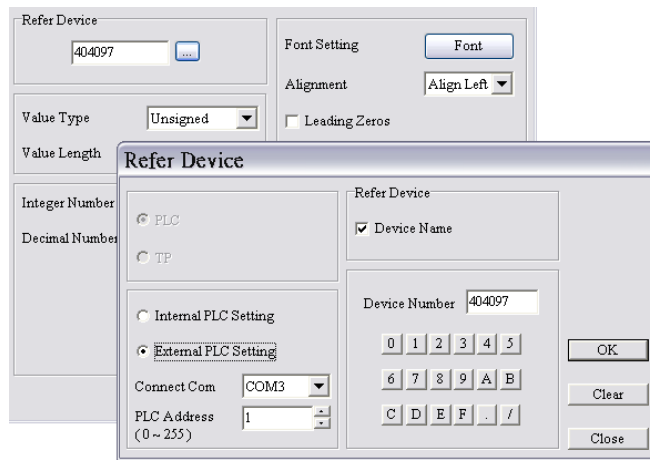 Refer Device
404097
...
Font Setting
Font
Alignment
Align Left
Value Type
Unsigned
Leading Zeros
Value Length
Integer Number
Decimal Number
Refer Device
PLC
TP
Refer Device
Device Name
Internal PLC Setting
External PLC Setting
Connect Com
COM3
PLC Address
(0 ~ 255)
1
Device Number
404097
0 1 2 3 4 5
6 7 8 9 A B
C D E F . /
OK
Clear
Close